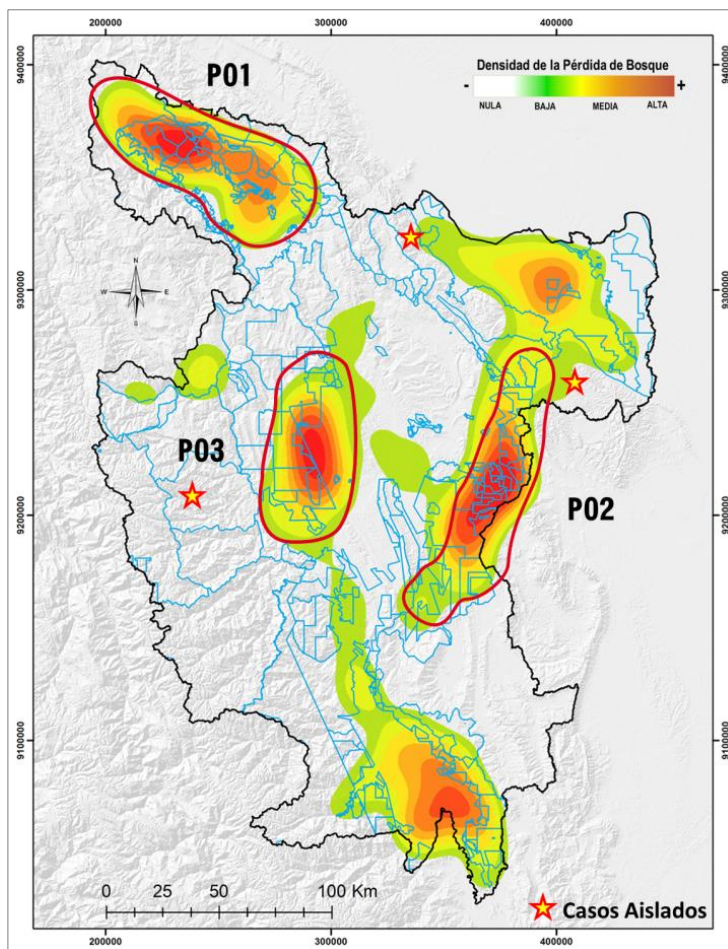 200000 300000 400000
9400000 9400000
P01
Densidad de la Pérdida de Bosque
- +
NULA BAJA MEDIA ALTA
N
W E
S
9300000 9300000
P03
9200000 9200000
P02
9100000 9100000
0 25 50 100 Km
Casos Aislados
200000 300000 400000